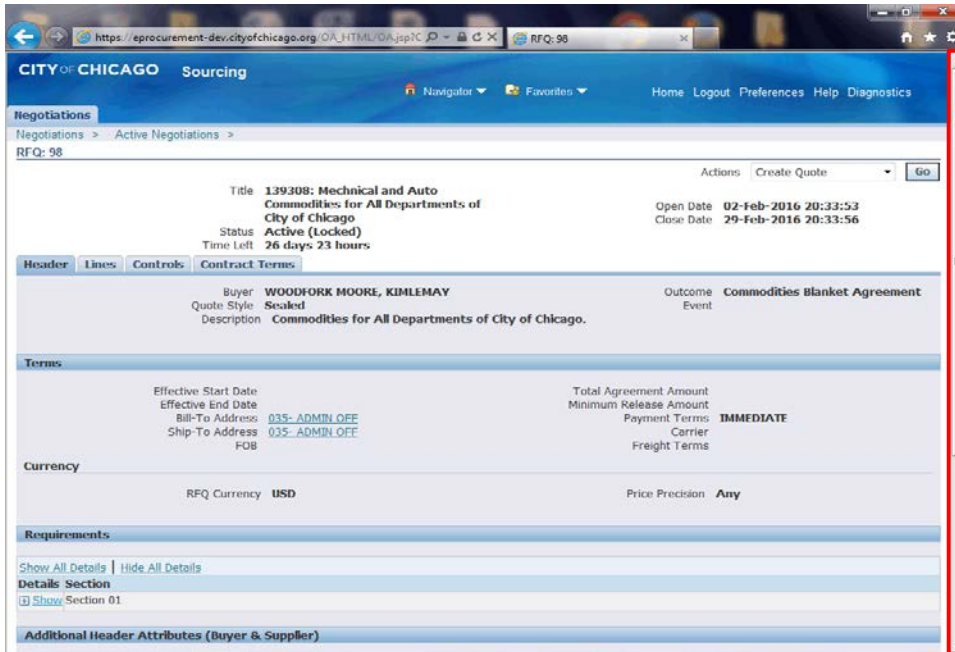 https://eprocurement-dev.cityofchicago.org/OA_HTML/OA.jsp?C
RFQ: 98
CITY OF CHICAGO Sourcing
Navigator Favorites Home Logout Preferences Help Diagnostics
Negotiations
Negotiations > Active Negotiations >
RFQ: 98
Actions Create Quote Go
Title 139308: Mechnical and Auto
Commodities for All Departments of
City of Chicago
Status Active (Locked)
Time Left 26 days 23 hours
Open Date 02-Feb-2016 20:33:53
Close Date 29-Feb-2016 20:33:56
Header Lines Controls Contract Terms
Buyer WOODFORK MOORE, KIMLEMAY
Quote Style Sealed
Description Commodities for All Departments of City of Chicago.
Outcome Commodities Blanket Agreement
Event
Terms
Effective Start Date
Effective End Date
Bill-To Address 035- ADMIN OFF
Ship-To Address 035- ADMIN OFF
FOB
Total Agreement Amount
Minimum Release Amount
Payment Terms IMMEDIATE
Carrier
Freight Terms
Currency
RFQ Currency USD
Price Precision Any
Requirements
Show All Details | Hide All Details
Details Section
Show Section 01
Additional Header Attributes (Buyer & Supplier)